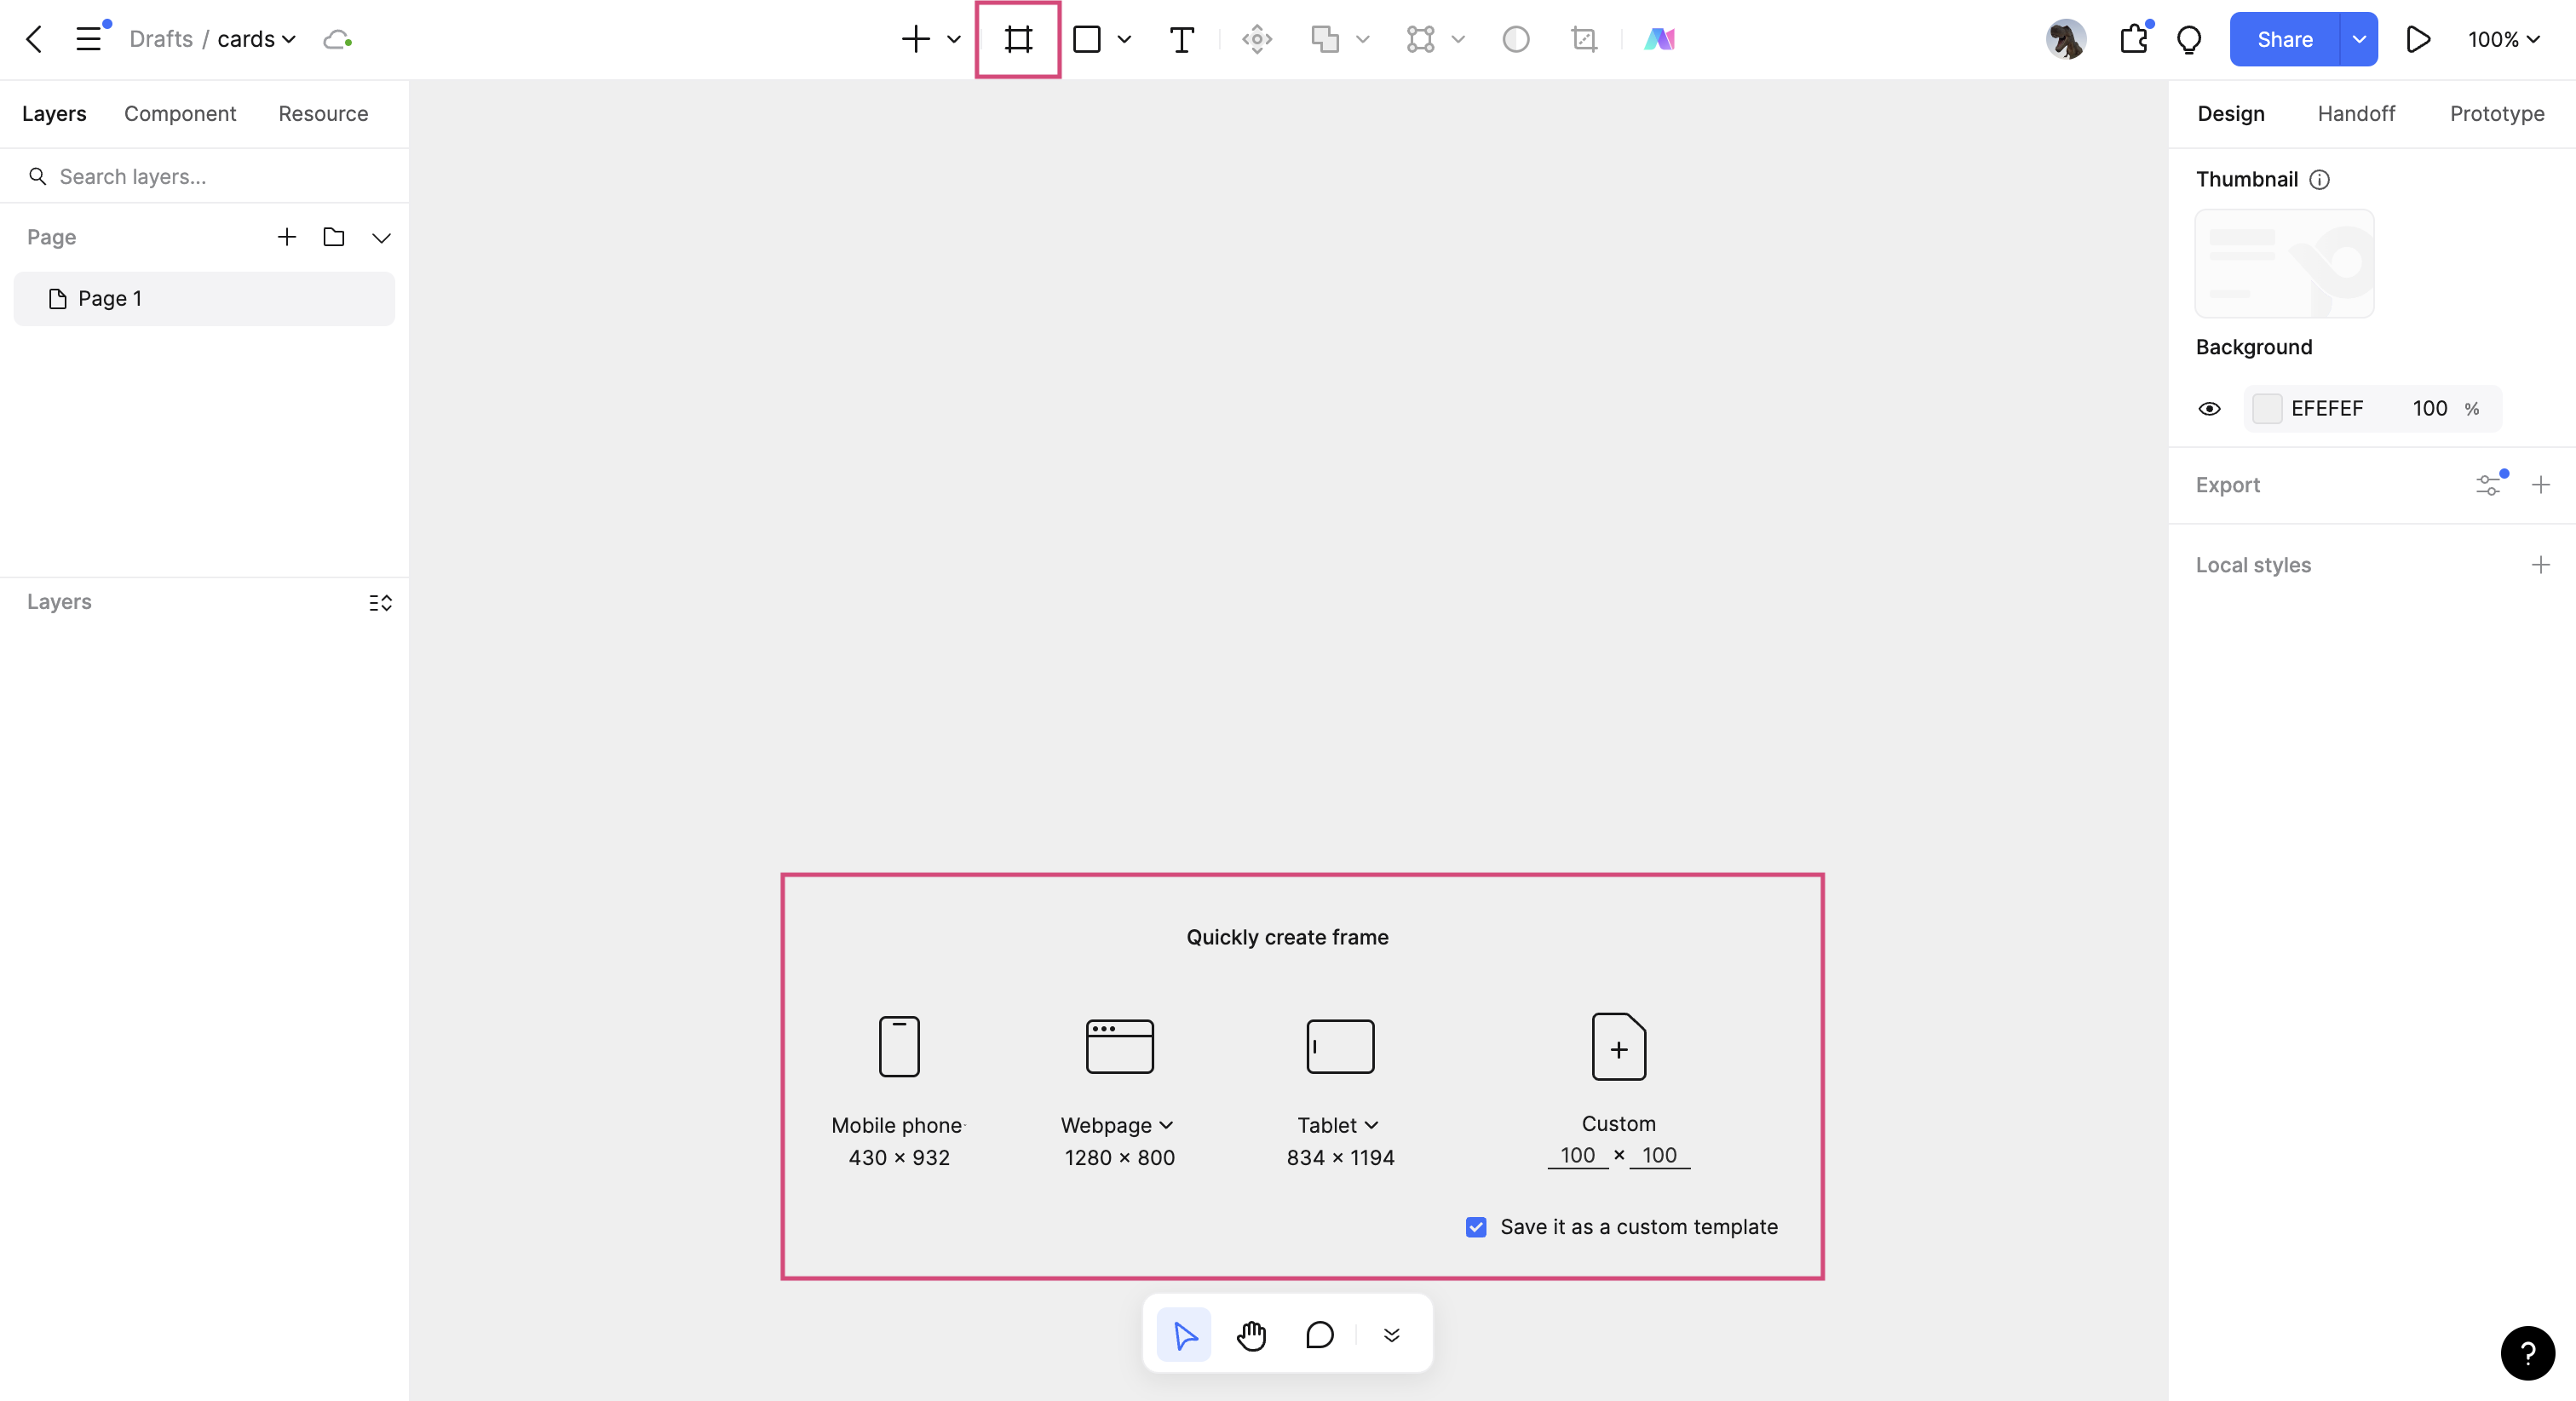 Drafts / cards
T
Share
100%
Layers Component Resource
Search layers...
Page
Page 1
Layers
Design Handoff Prototype
Thumbnail
Background
EFEFEF 100 %
Export
Local styles
Quickly create frame
Mobile phone Webpage Tablet Custom
430 × 932 1280 × 800 834 × 1194 100 × 100
Save it as a custom template
?